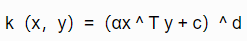 k (x, y) = (αx ^ T y + c) ^ d